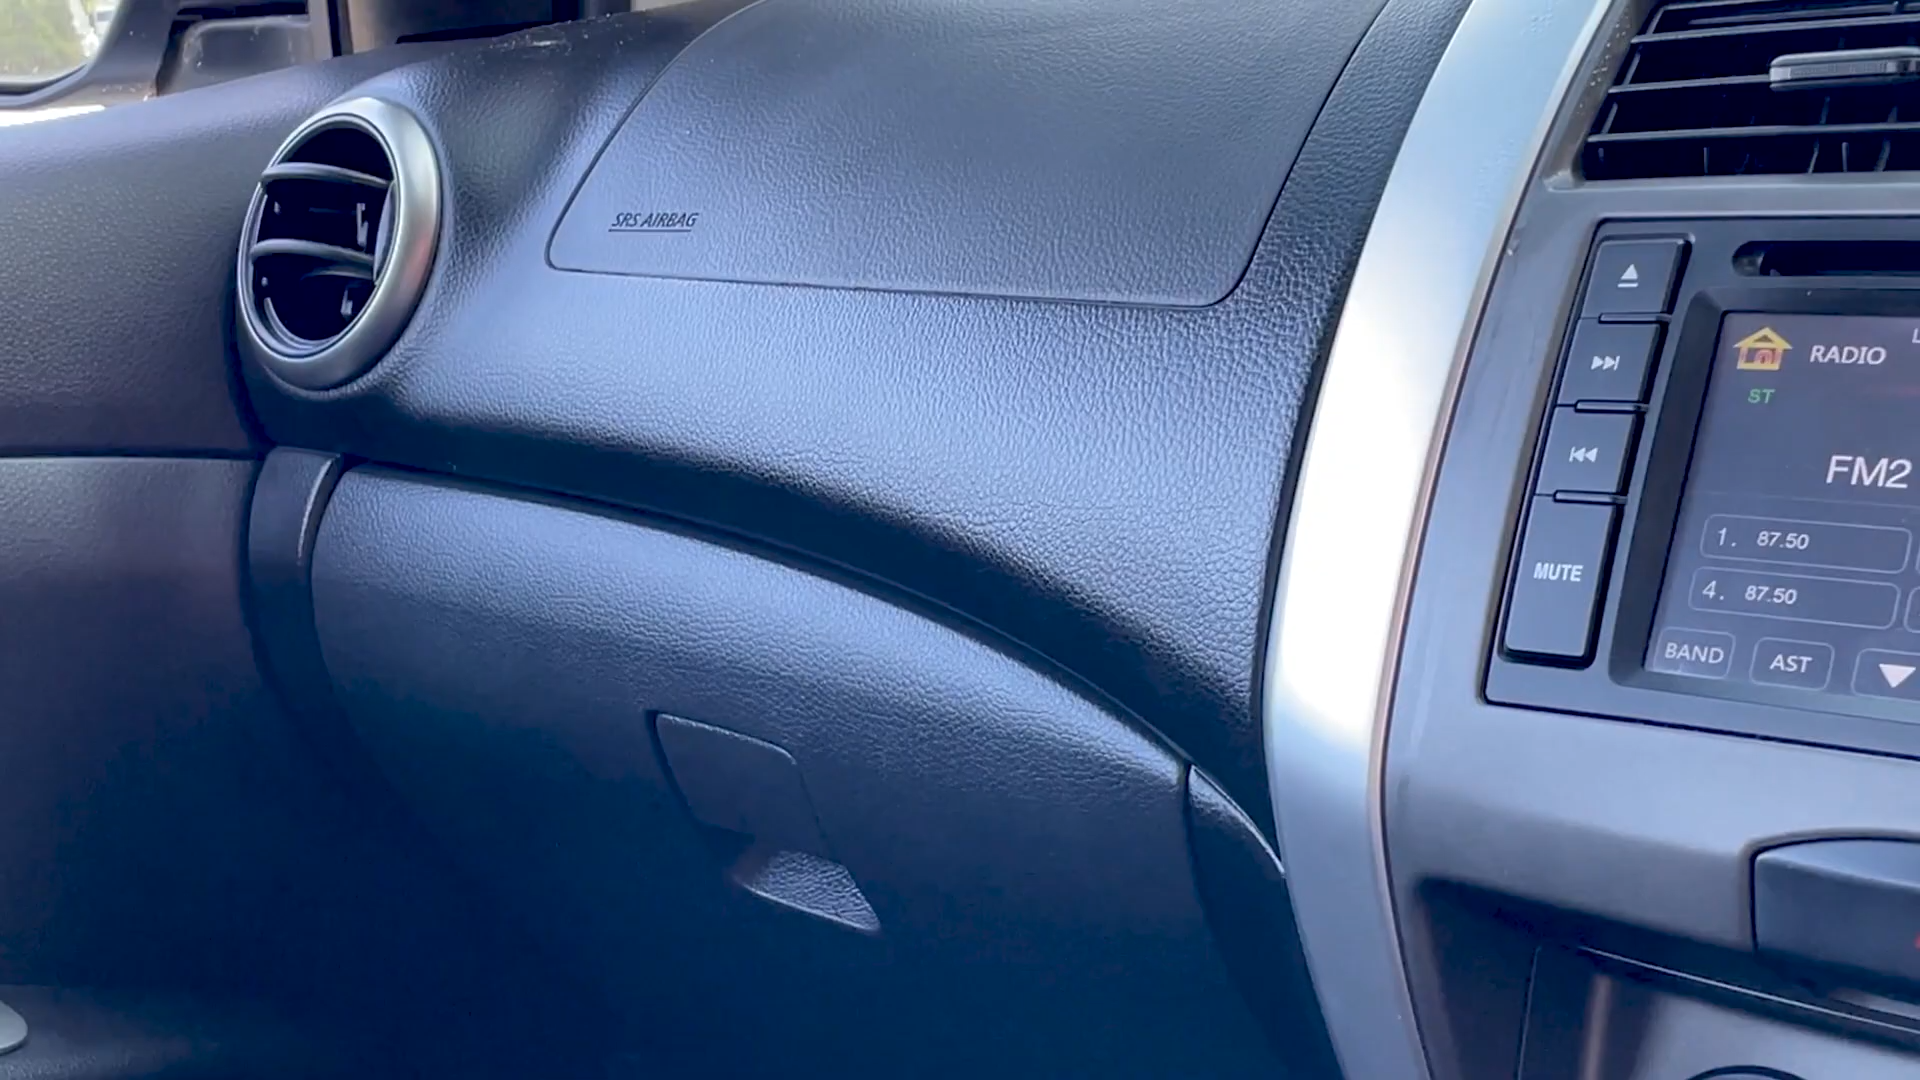 SRS AIRBAG
RADIO
ST
FM2
1. 87.50
4. 87.50
BAND AST
MUTE